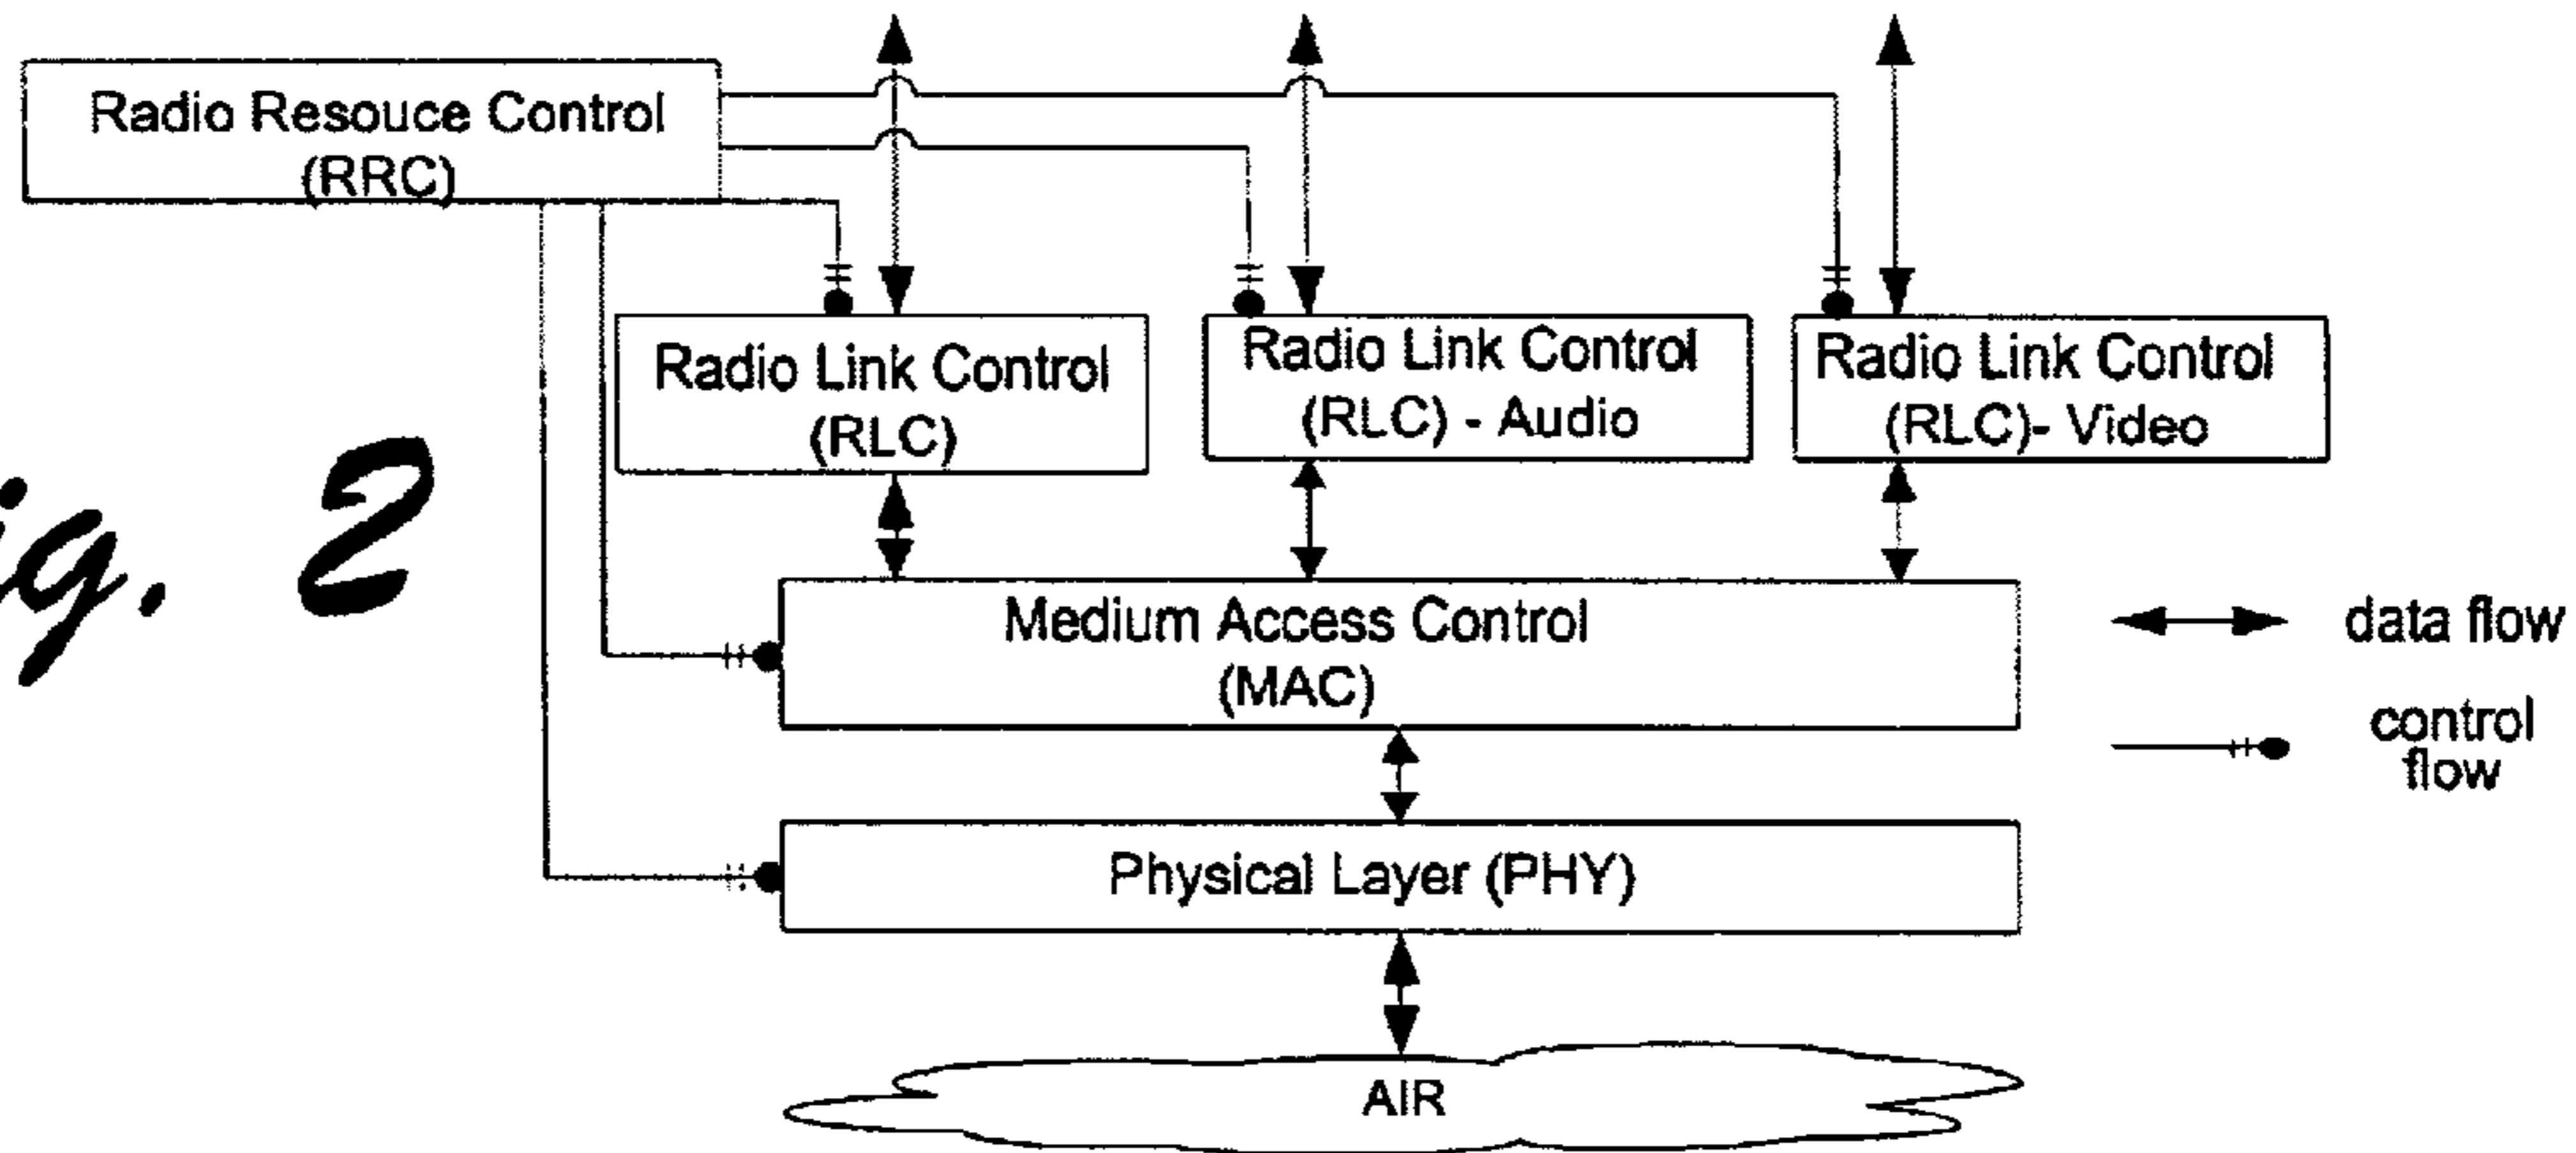 Radio Resouce Control
(RRC)
Radio Link Control
(RLC)
Radio Link Control
(RLC) - Audio
Radio Link Control
(RLC)- Video
ig. 2
Medium Access Control
(MAC)
data flow
control
flow
Physical Layer (PHY)
AIR